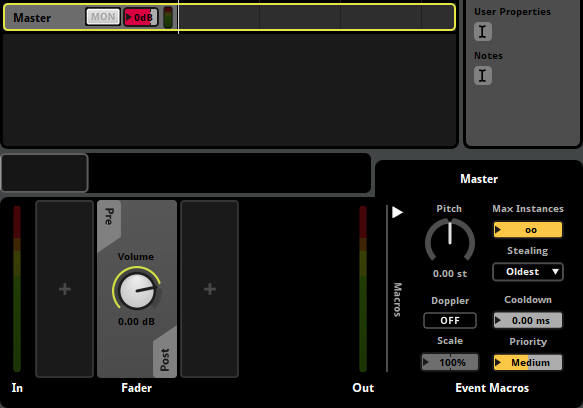 User Properties
Master
MON
0dB
Notes
Master
Pre
Volume
0.00 dB
Post
Macros
Pitch
0.00 st
Max Instances
oo
Stealing
Oldest
Doppler
OFF
Cooldown
0.00 ms
Scale
100%
Priority
Medium
In
Fader
Out
Event Macros